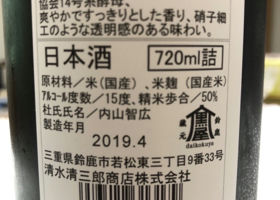 協会14号系酵母、
爽やかですっきりとした香り、硝子細
工のような透明感のある味わい。
日本酒 720ml詰
原材料／米(国産)、米麹(国産米)
アルコール度数／15度、精米歩合／50%
杜氏氏名／内山智広
製造年月
2019.4
蔵元 鈴鹿
daikokuya
三重県鈴鹿市若松東三丁目9番33号
清水清三郎商店株式会社